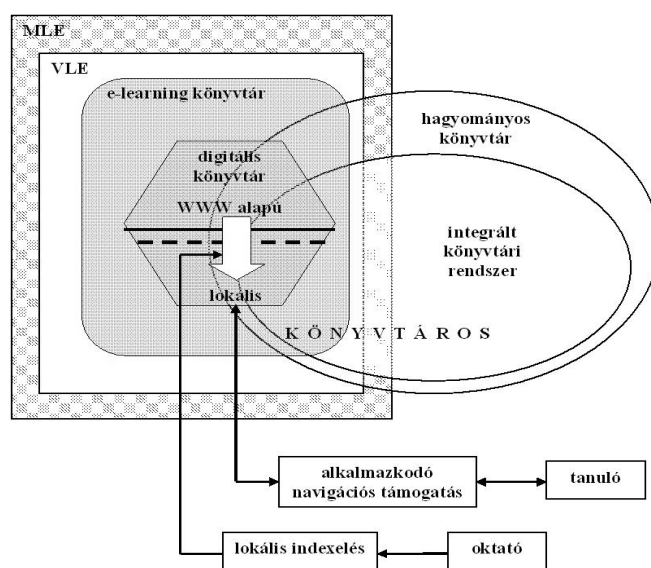 MLE
VLE
e-learning könyvtár
hagyományos
könyvtár
digitális
könyvtár
WWW alapú
integrált
könyvtári
rendszer
lokális
KÖNYVTÁROS
alkalmazkodó
navigációs támogatás
tanuló
lokális indexelés
oktató